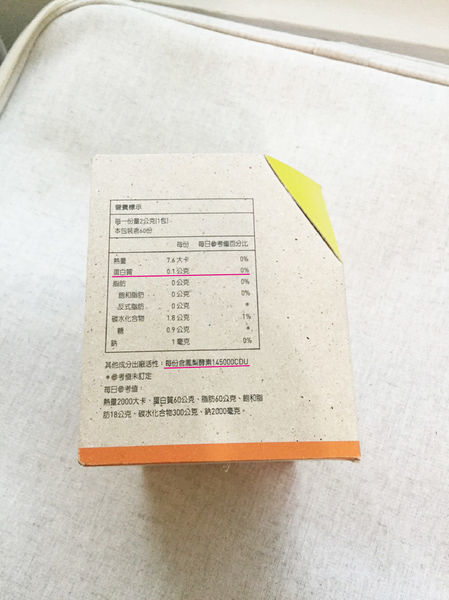 營養標示
每一份量2公克(1包)
本包裝含60份
每份 每日參考值百分比
熱量 7.6大卡 0%
蛋白質 0.1公克 0%
脂肪 0公克 0%
飽和脂肪 0公克 0%
反式脂肪 0公克 *
碳水化合物 1.8公克 1%
糖 0.9公克 *
鈉 1毫克 0%
其他成分出廠活性：每份含鳳梨酵素145000CDU
*參考值未訂定
每日參考值：
熱量2000大卡、蛋白質60公克、脂肪60公克、飽和脂
肪18公克、碳水化合物300公克、鈉2000毫克。